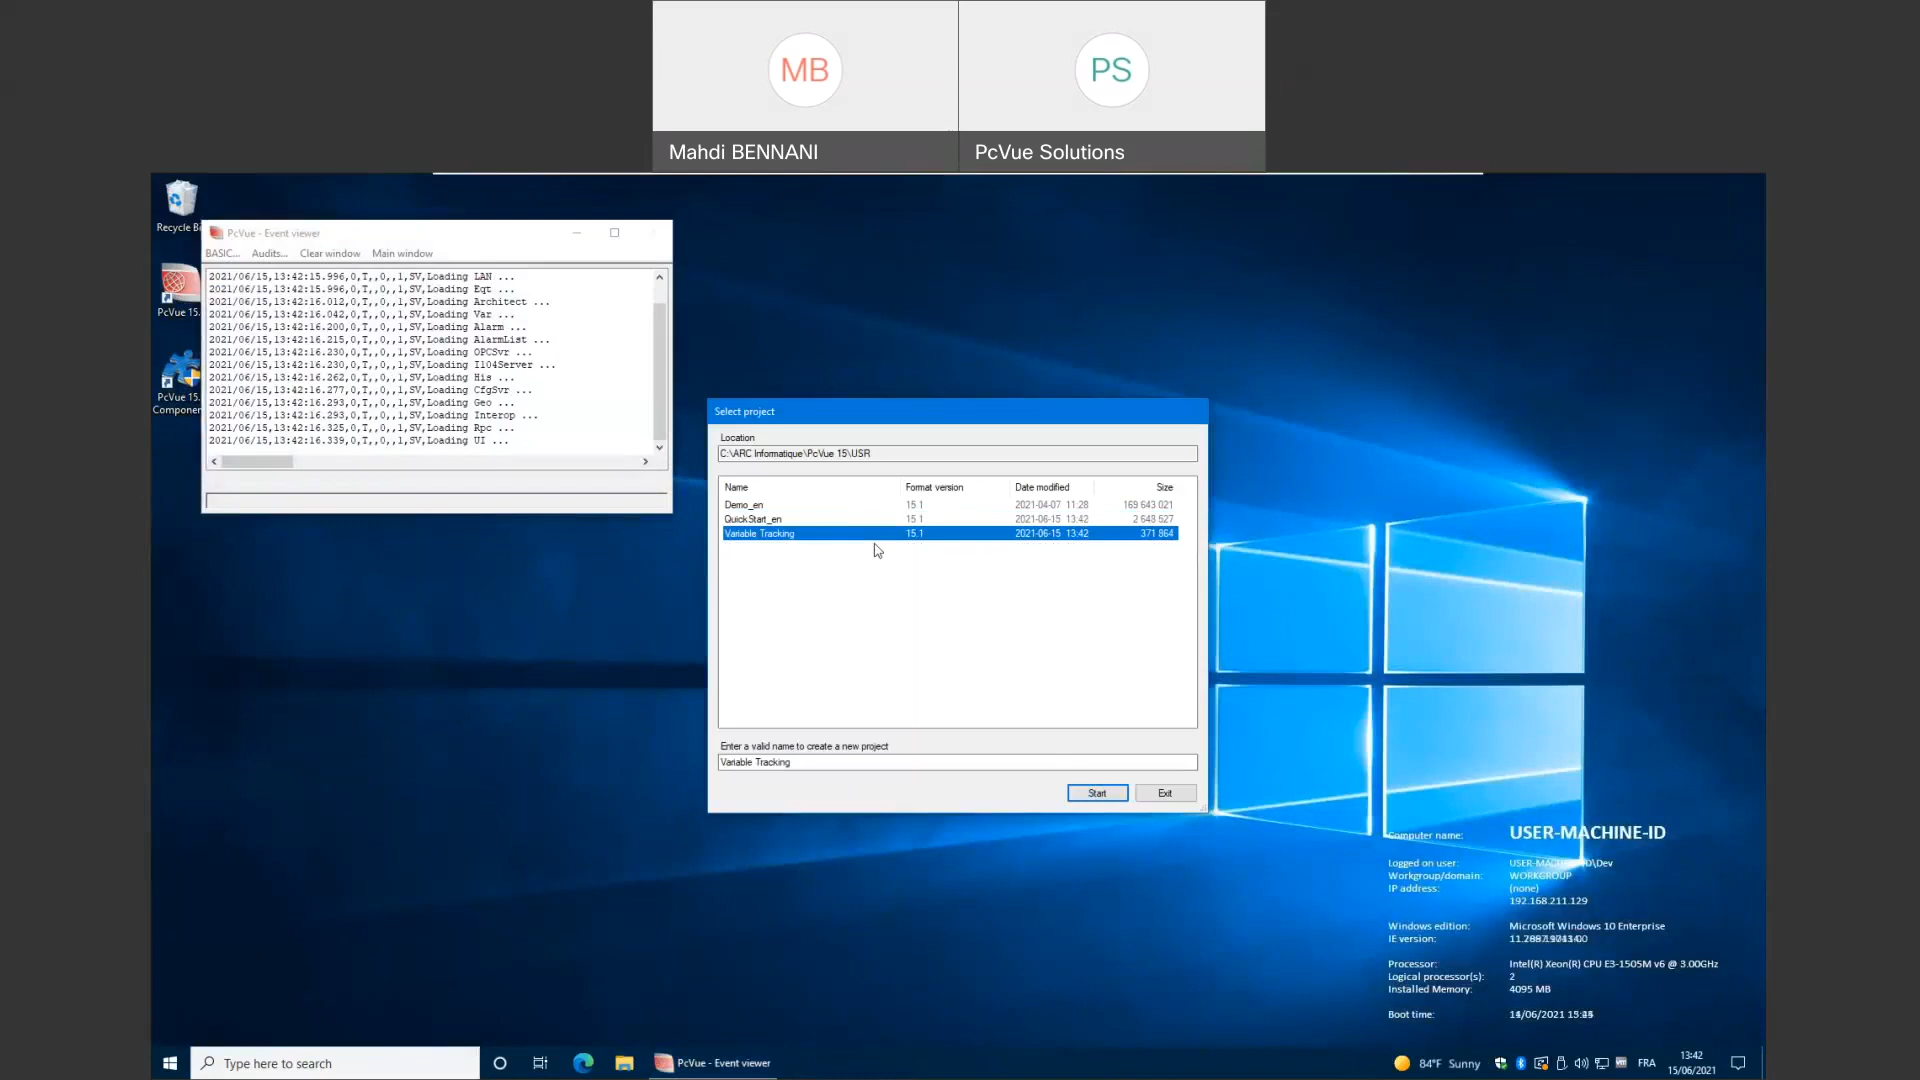 MB
PS
Mahdi BENNANI
PcVue Solutions
Recycle
PcVue 15.
PcVue 15.
Componen
PcVue - Event viewer
BASIC... Audits... Clear window Main window
2021/06/15,13:42:15.996,0,T,,0,,1,SV,Loading LAN ...
2021/06/15,13:42:15.996,0,T,,0,,1,SV,Loading Eqt ...
2021/06/15,13:42:16.012,0,T,,0,,1,SV,Loading Architect ...
2021/06/15,13:42:16.042,0,T,,0,,1,SV,Loading Var ...
2021/06/15,13:42:16.200,0,T,,0,,1,SV,Loading Alarm ...
2021/06/15,13:42:16.215,0,T,,0,,1,SV,Loading AlarmList ...
2021/06/15,13:42:16.230,0,T,,0,,1,SV,Loading OPCSvr ...
2021/06/15,13:42:16.230,0,T,,0,,1,SV,Loading I104Server ...
2021/06/15,13:42:16.262,0,T,,0,,1,SV,Loading His ...
2021/06/15,13:42:16.277,0,T,,0,,1,SV,Loading CfgSvr ...
2021/06/15,13:42:16.293,0,T,,0,,1,SV,Loading Geo ...
2021/06/15,13:42:16.293,0,T,,0,,1,SV,Loading Interop ...
2021/06/15,13:42:16.325,0,T,,0,,1,SV,Loading Rpc ...
2021/06/15,13:42:16.339,0,T,,0,,1,SV,Loading UI ...
Select project
Location
C:\ARC Informatique\PcVue 15\USR
Name Format version Date modified Size
Demo_en 15.1 2021-04-07 11:28 169 643 021
QuickStart_en 15.1 2021-06-15 13:42 2 648 527
Variable Tracking 15.1 2021-06-15 13:42 371 864
Enter a valid name to create a new project
Variable Tracking
Start Exit
Computer name: USER-MACHINE-ID
Logged on user:
Workgroup/domain: WORKGROUP
IP address: (none)
192.168.211.129
Windows edition: Microsoft Windows 10 Enterprise
IE version:
Processor: Intel(R) Xeon(R) CPU E3-1505M v6 @ 3.00GHz
Logical processor(s): 2
Installed Memory: 4095 MB
Boot time:
Type here to search
PcVue - Event viewer
84°F Sunny
FRA
13:42
15/06/2021